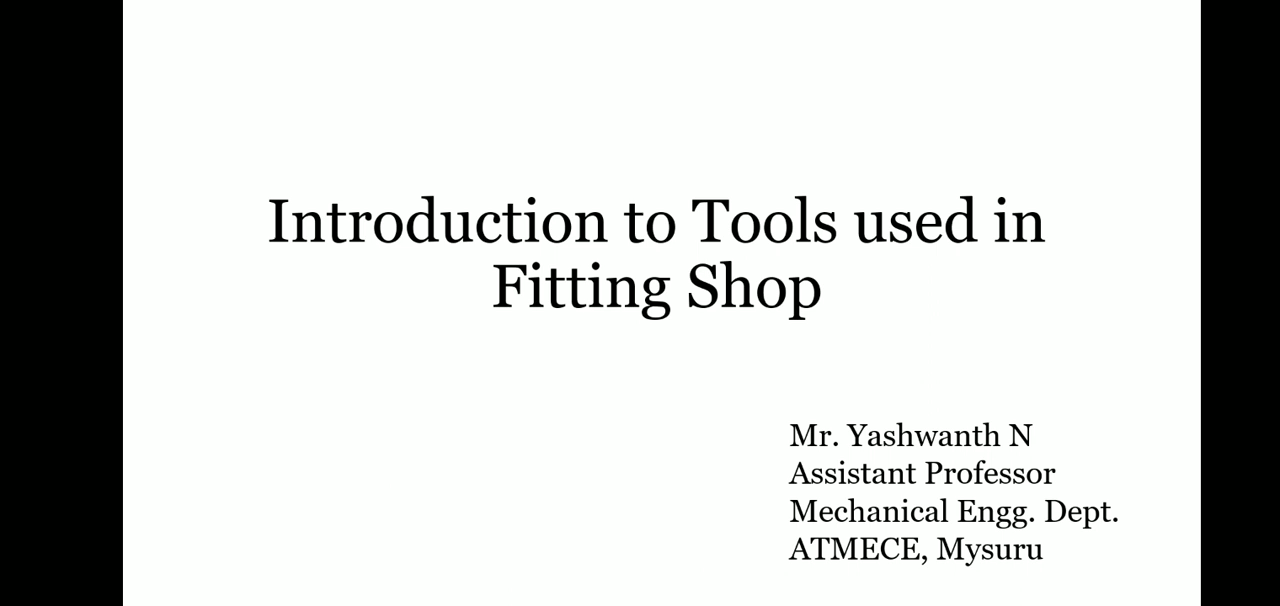 Introduction to Tools used in
Fitting Shop
Mr. Yashwanth N
Assistant Professor
Mechanical Engg. Dept.
ATMECE, Mysuru